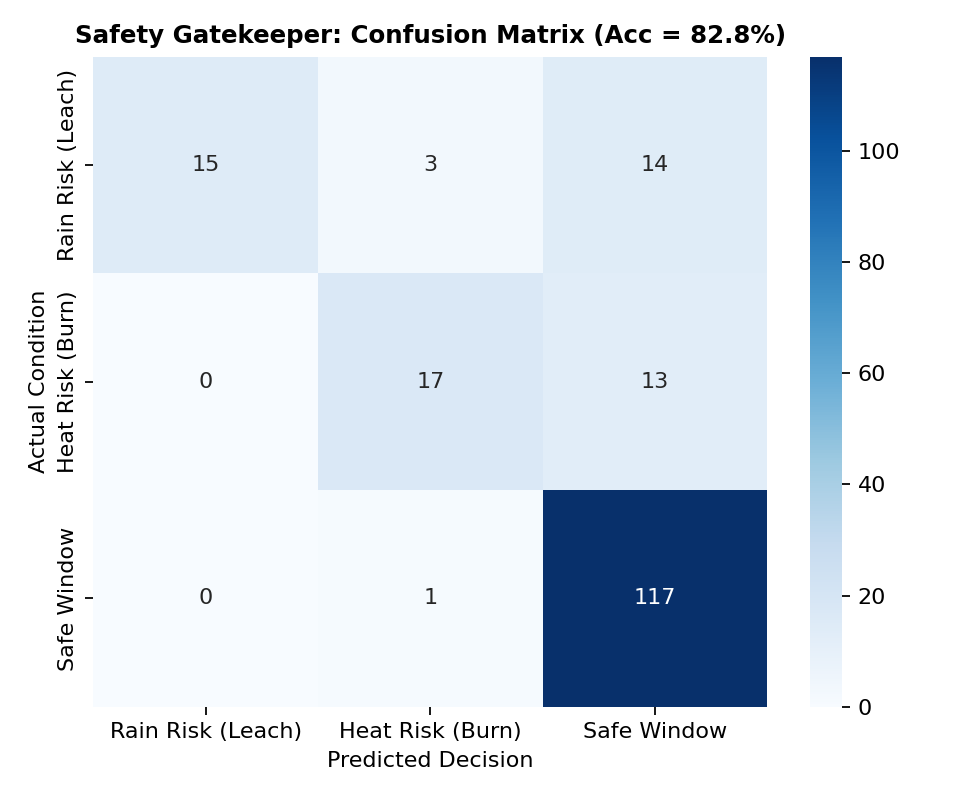 Safety Gatekeeper: Confusion Matrix (Acc = 82.8%)
Actual Condition
Rain Risk (Leach)
15
3
14
Heat Risk (Burn)
0
17
13
Safe Window
0
1
117
Rain Risk (Leach)
Heat Risk (Burn)
Safe Window
Predicted Decision
100
80
60
40
20
0